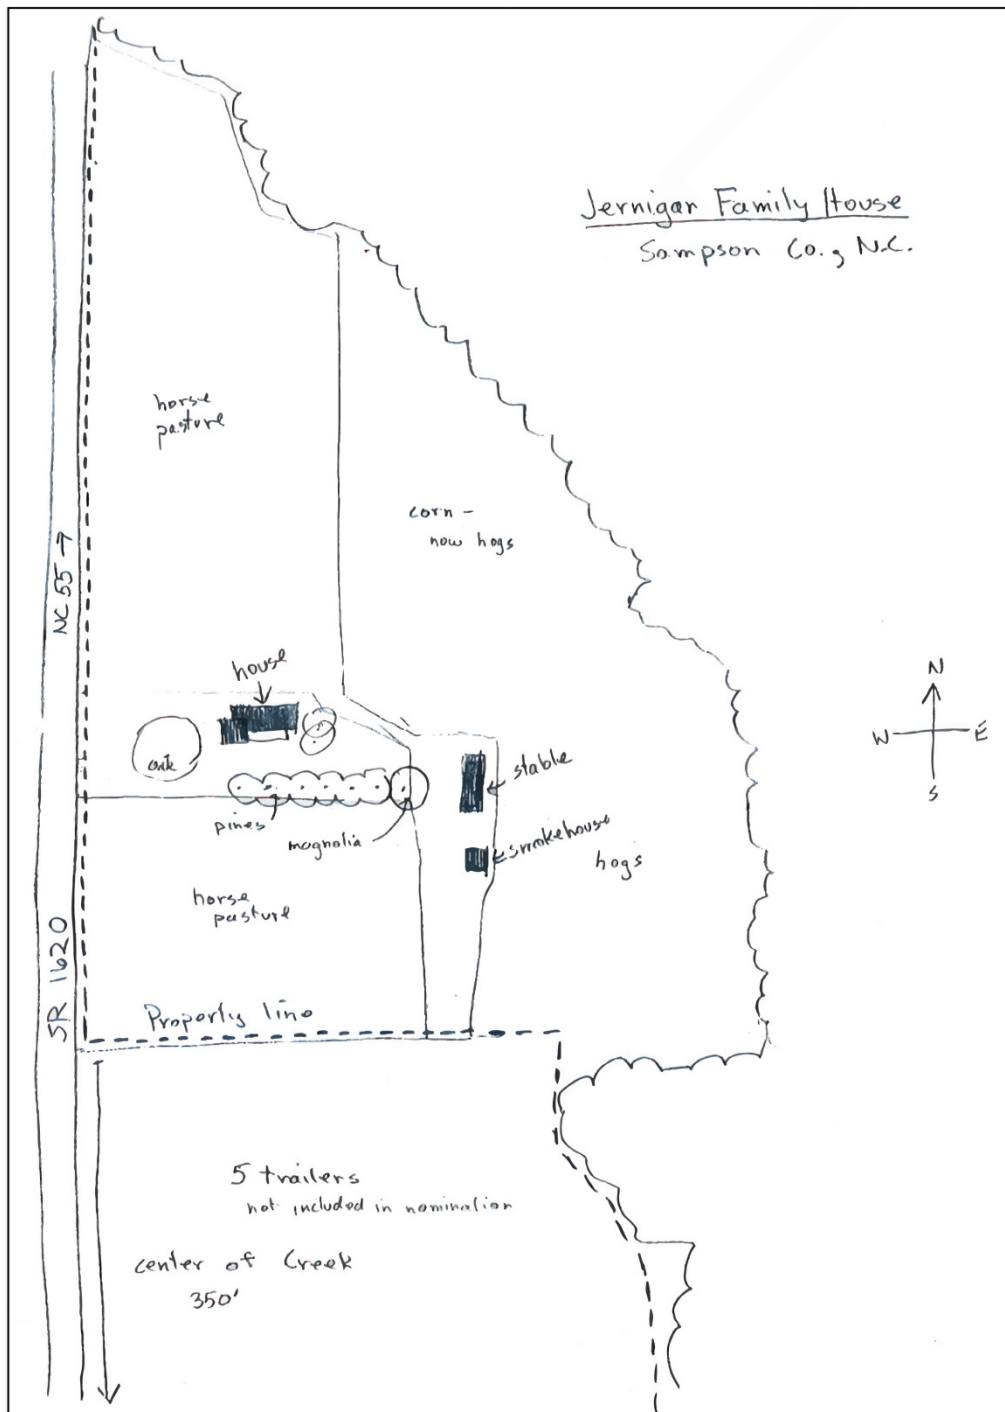 Jernigan Family House
Sampson Co., N.C.
horse
pasture
corn -
now hogs
NC 55 →
house
N
W
E
S
stable
pines
magnolia
smokehouse
hogs
horse
pasture
SR 1620
Property line
5 trailers
not included in nomination
center of Creek
350'